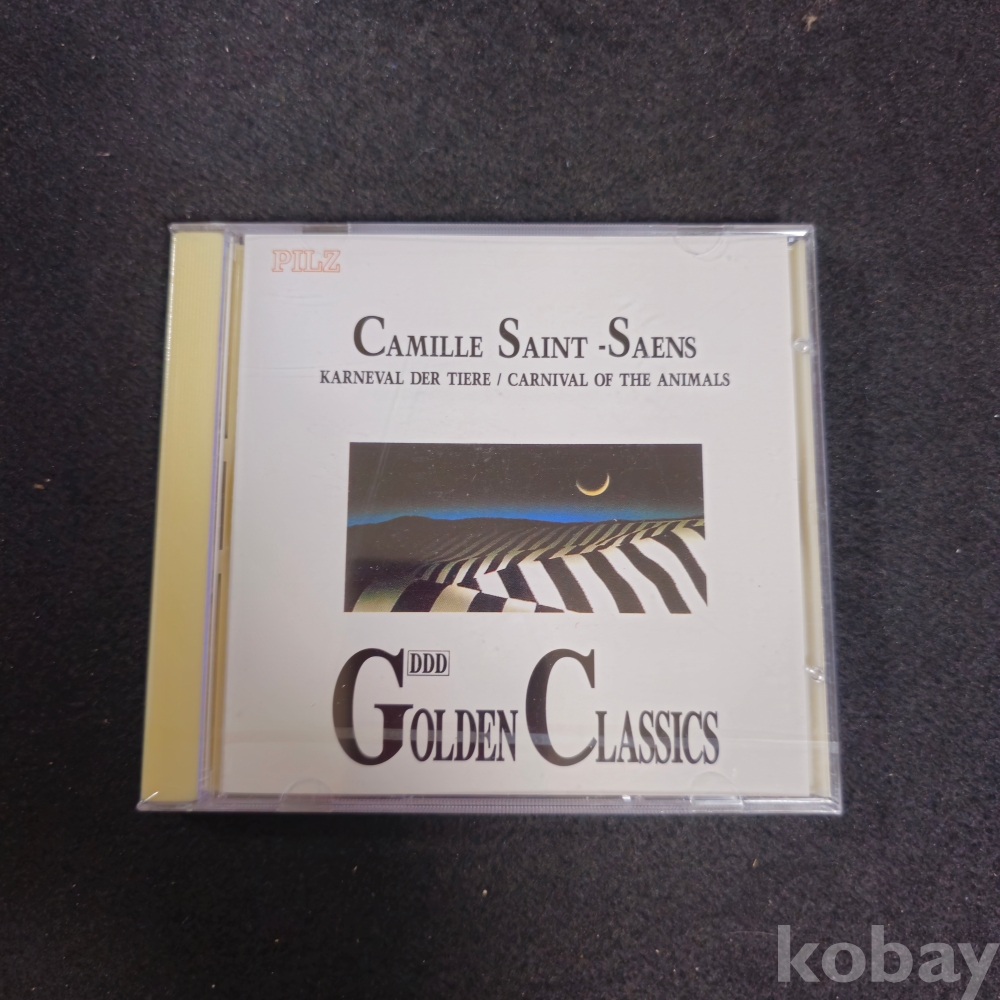 PILZ
CAMILLE SAINT-SAENS
KARNEVAL DER TIERE / CARNIVAL OF THE ANIMALS
DDD
GOLDEN CLASSICS
kobay